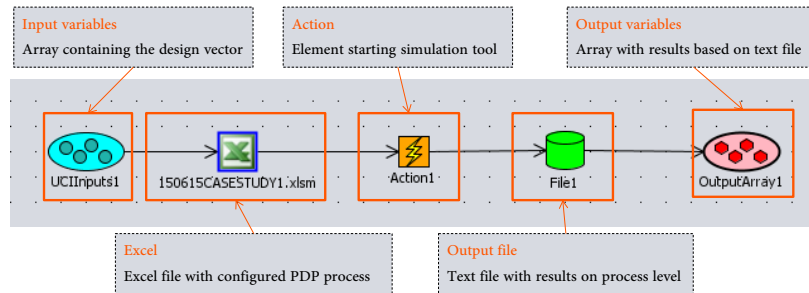 Input variables
Array containing the design vector
Action
Element starting simulation tool
Output variables
Array with results based on text file
UCIInputs1
150615CASESTUDY1.xlsm
Action1
File1
OutputArray1
Excel
Excel file with configured PDP process
Output file
Text file with results on process level